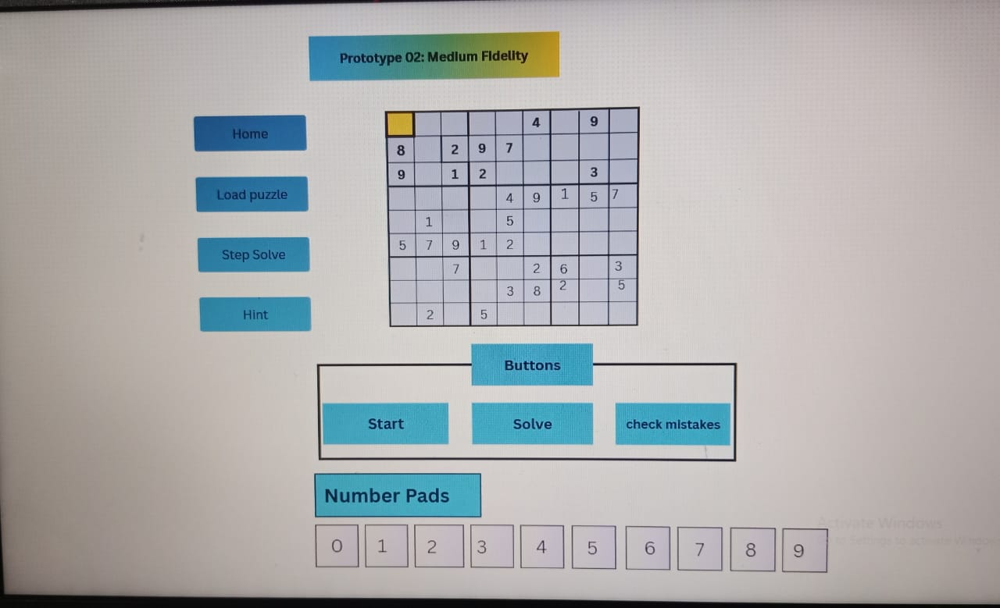 Prototype 02: Medium Fidelity
Home
Load puzzle
Step Solve
Hint
4 9
8 2 9 7
9 1 2 3
4 9 1 5 7
1 5
5 7 9 1 2
7 2 6 3
3 8 2 5
2 5
Buttons
Start Solve check mistakes
Number Pads
0 1 2 3 4 5 6 7 8 9
Activate Windows
to Settings to activate Windo